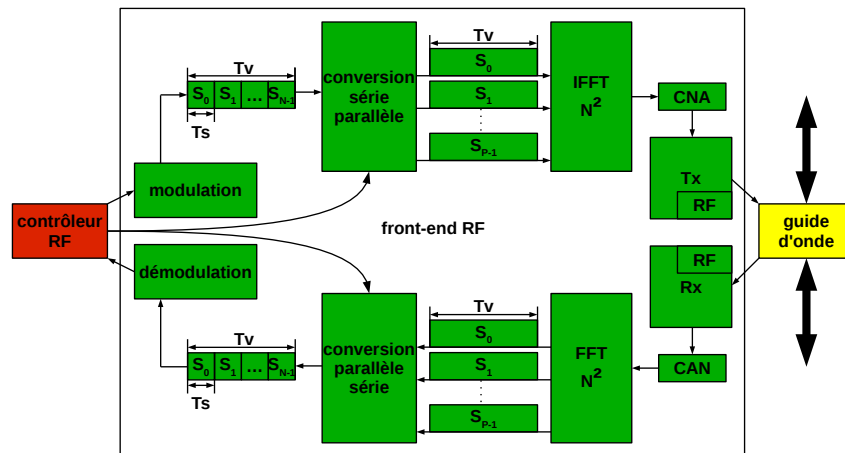 Tv
S0 S1 ... SN-1
Ts
conversion
série
parallèle
Tv
S0
S1
SP-1
IFFT
N²
CNA
Tx
RF
modulation
contrôleur
RF
front-end RF
guide
d'onde
démodulation
RF
Rx
Tv
S0 S1 ... SN-1
Ts
conversion
parallèle
série
Tv
S0
S1
SP-1
FFT
N²
CAN